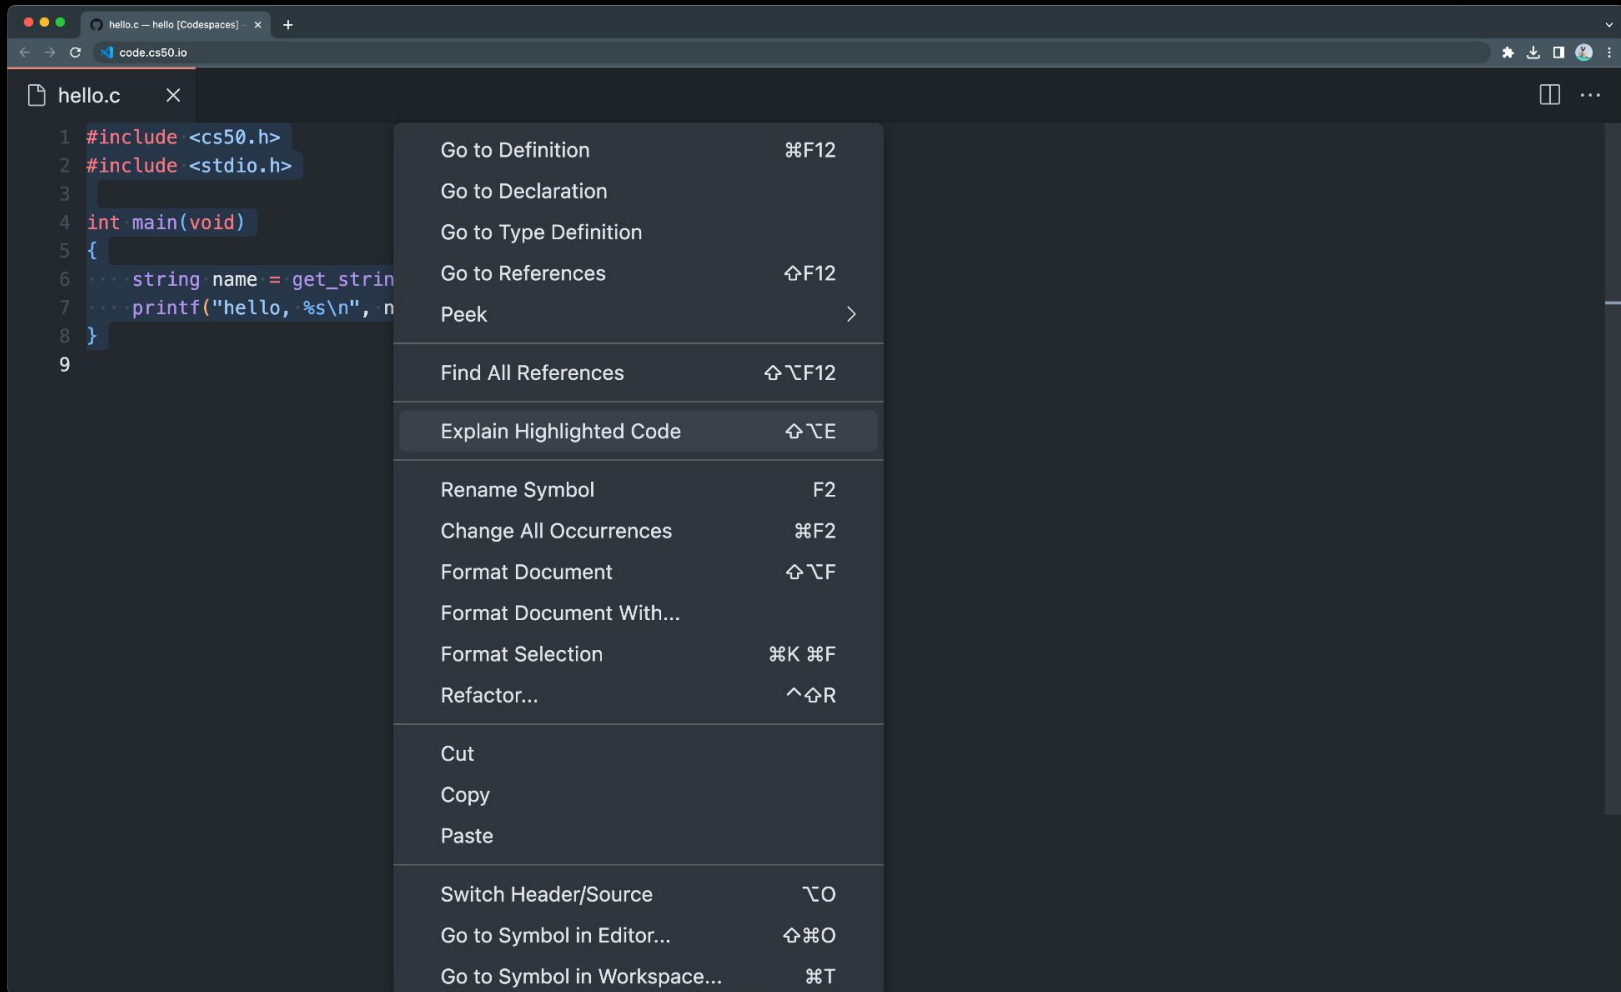 hello.c — hello [Codespaces] –
code.cs50.io
hello.c
1 #include <cs50.h>
2 #include <stdio.h>
3
4 int main(void)
5 {
6 string name = get_strin
7 printf("hello, %s\n", n
8 }
9
Go to Definition ⌘F12
Go to Declaration
Go to Type Definition
Go to References ⇧F12
Peek
Find All References ⇧⌥F12
Explain Highlighted Code ⇧⌥E
Rename Symbol F2
Change All Occurrences ⌘F2
Format Document ⇧⌥F
Format Document With...
Format Selection ⌘K ⌘F
Refactor... ^⇧R
Cut
Copy
Paste
Switch Header/Source ⌥O
Go to Symbol in Editor... ⇧⌘O
Go to Symbol in Workspace... ⌘T